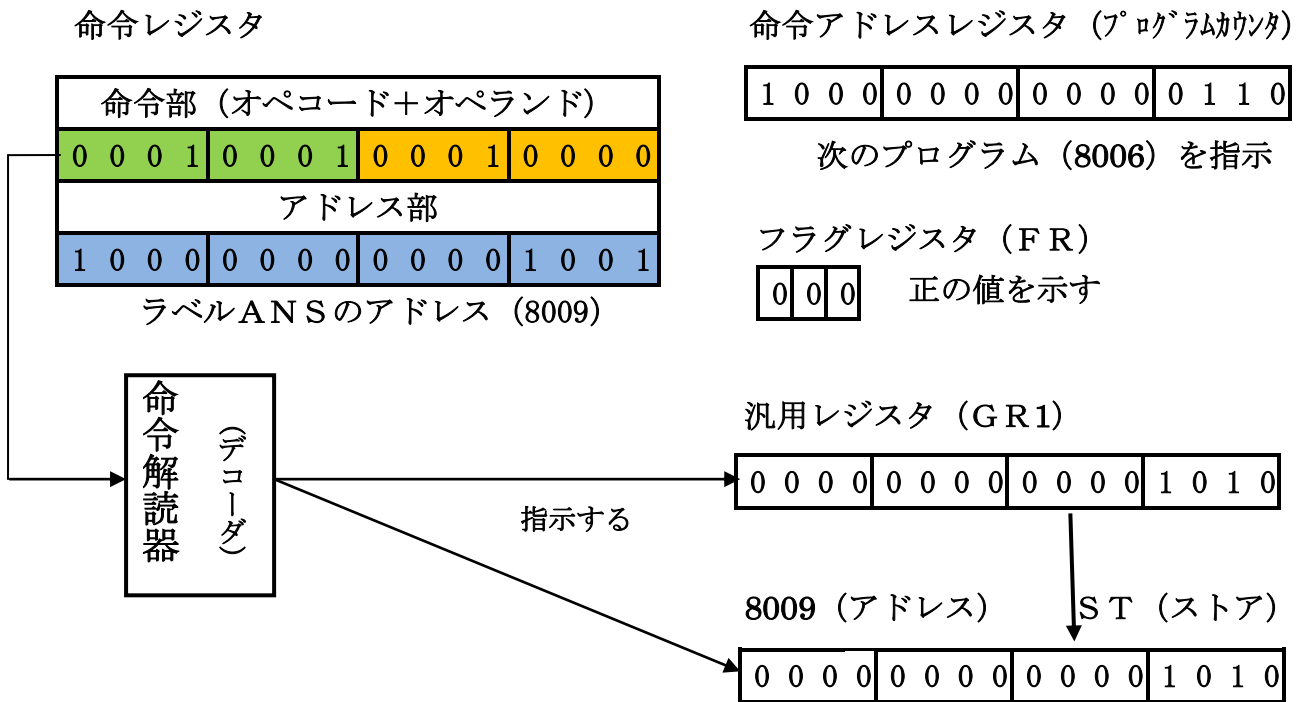 命令レジスタ
命令部（オペコード＋オペランド）
0 0 0 1 0 0 0 1 0 0 0 1 0 0 0 0
アドレス部
1 0 0 0 0 0 0 0 0 0 0 0 1 0 0 1
ラベルＡＮＳのアドレス（8009）
命令アドレスレジスタ（ﾌﾟﾛｸﾞﾗﾑｶｳﾝﾀ）
1 0 0 0 0 0 0 0 0 0 0 0 0 1 1 0
次のプログラム（8006）を指示
フラグレジスタ（ＦＲ）
0 0 0 正の値を示す
命令解読器
（デコーダ）
指示する
汎用レジスタ（ＧＲ1）
0 0 0 0 0 0 0 0 0 0 0 0 1 0 1 0
8009（アドレス） ＳＴ（ストア）
0 0 0 0 0 0 0 0 0 0 0 0 1 0 1 0